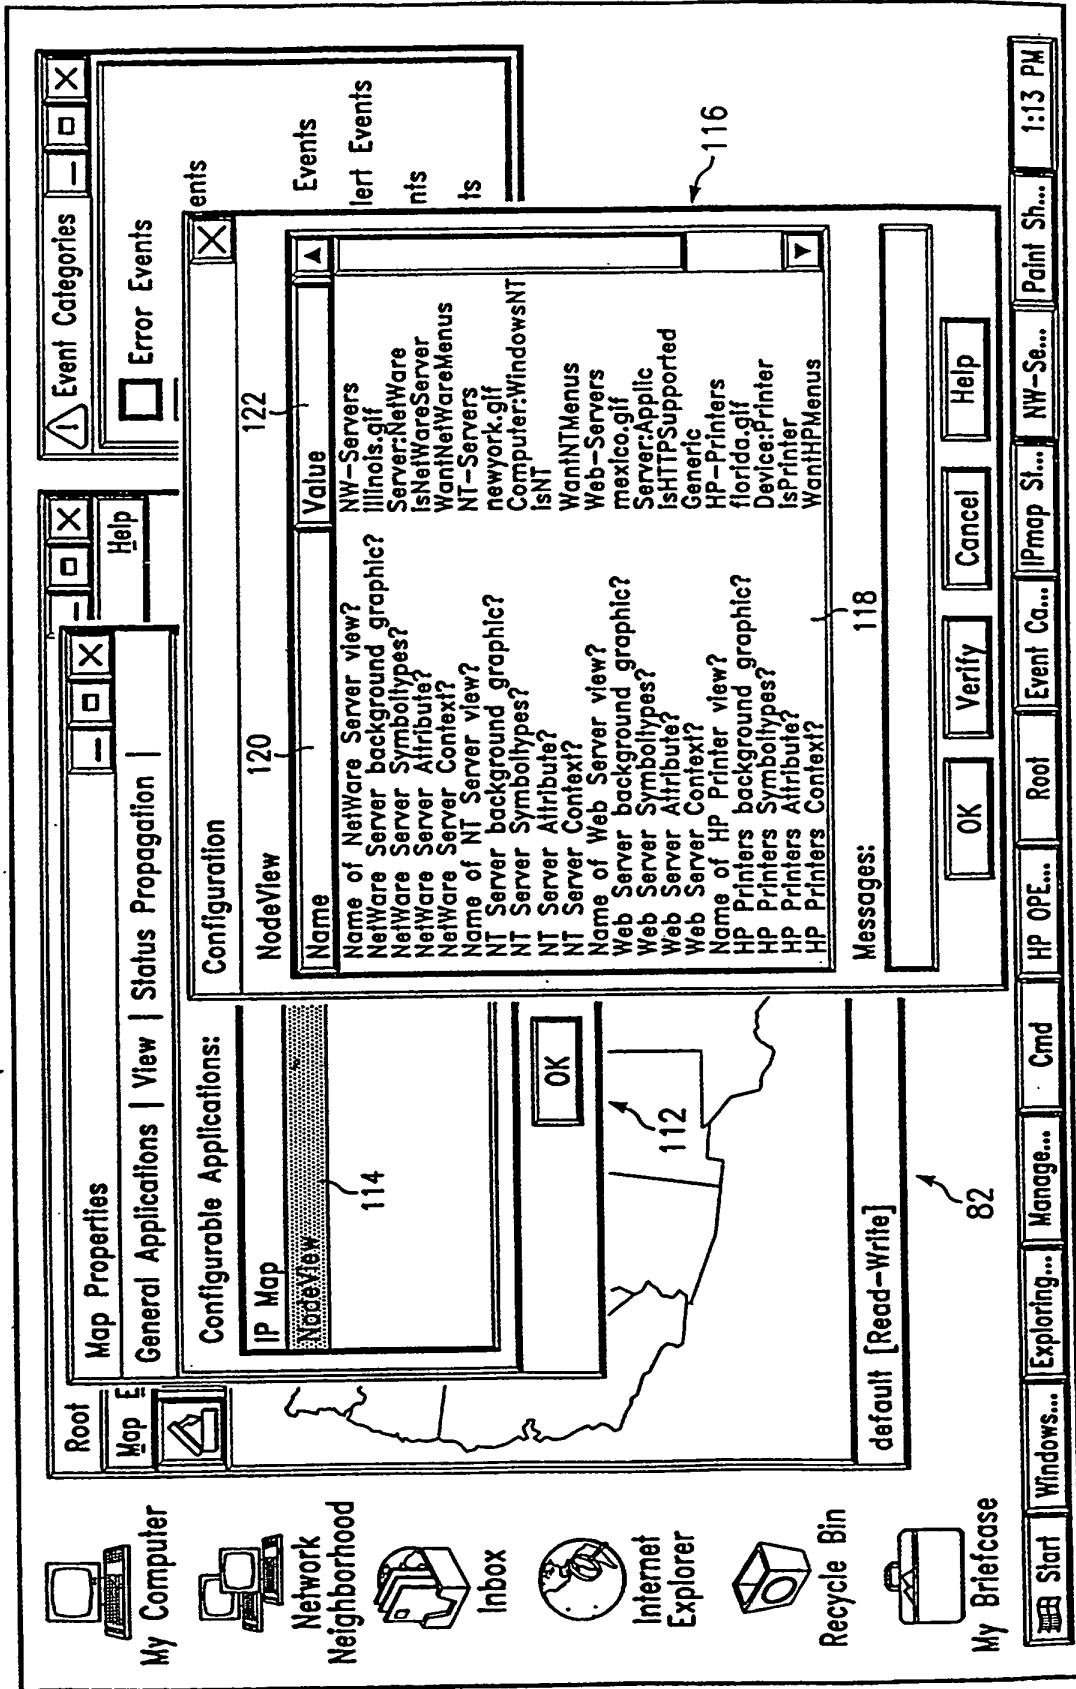 My Computer
Network
Neighborhood
Inbox
Internet
Explorer
Recycle Bin
My Briefcase
Root
Map E
Help
Map Properties
General Applications | View | Status Propagation |
Configurable Applications:
IP Map
NodeView
114
OK
112
default [Read-Write]
82
Event Categories
Error Events
ents
Events
lert Events
nts
ts
Configuration
NodeView
120
122
Name Value
Name of NetWare Server view? NW-Servers
NetWare Server background graphic? Illinois.gif
NetWare Server Symboltypes? Server:NetWare
NetWare Server Attribute? isNetWareServer
NetWare Server Context? WantNetWareMenus
Name of NT Server view? NT-Servers
NT Server background graphic? newyork.gif
NT Server Symboltypes? Computer:WindowsNT
NT Server Attribute? isNT
NT Server Context? WantNTMenus
Name of Web Server view? Web-Servers
Web Server background graphic? mexico.gif
Web Server Symboltypes? Server:Applic
Web Server Attribute? isHTTPSupported
Web Server Context? Generic
Name of HP Printer view? HP-Printers
HP Printers background graphic? florida.gif
HP Printers Symboltypes? Device:Printer
HP Printers Attribute? isPrinter
HP Printers Context? WantHPMenus
118
116
Messages:
OK Verify Cancel Help
Start Windows... Exploring... Manage... Cmd HP OPE... Root Event Ca... IPmap St... NW-Se... Paint Sh... 1:13 PM